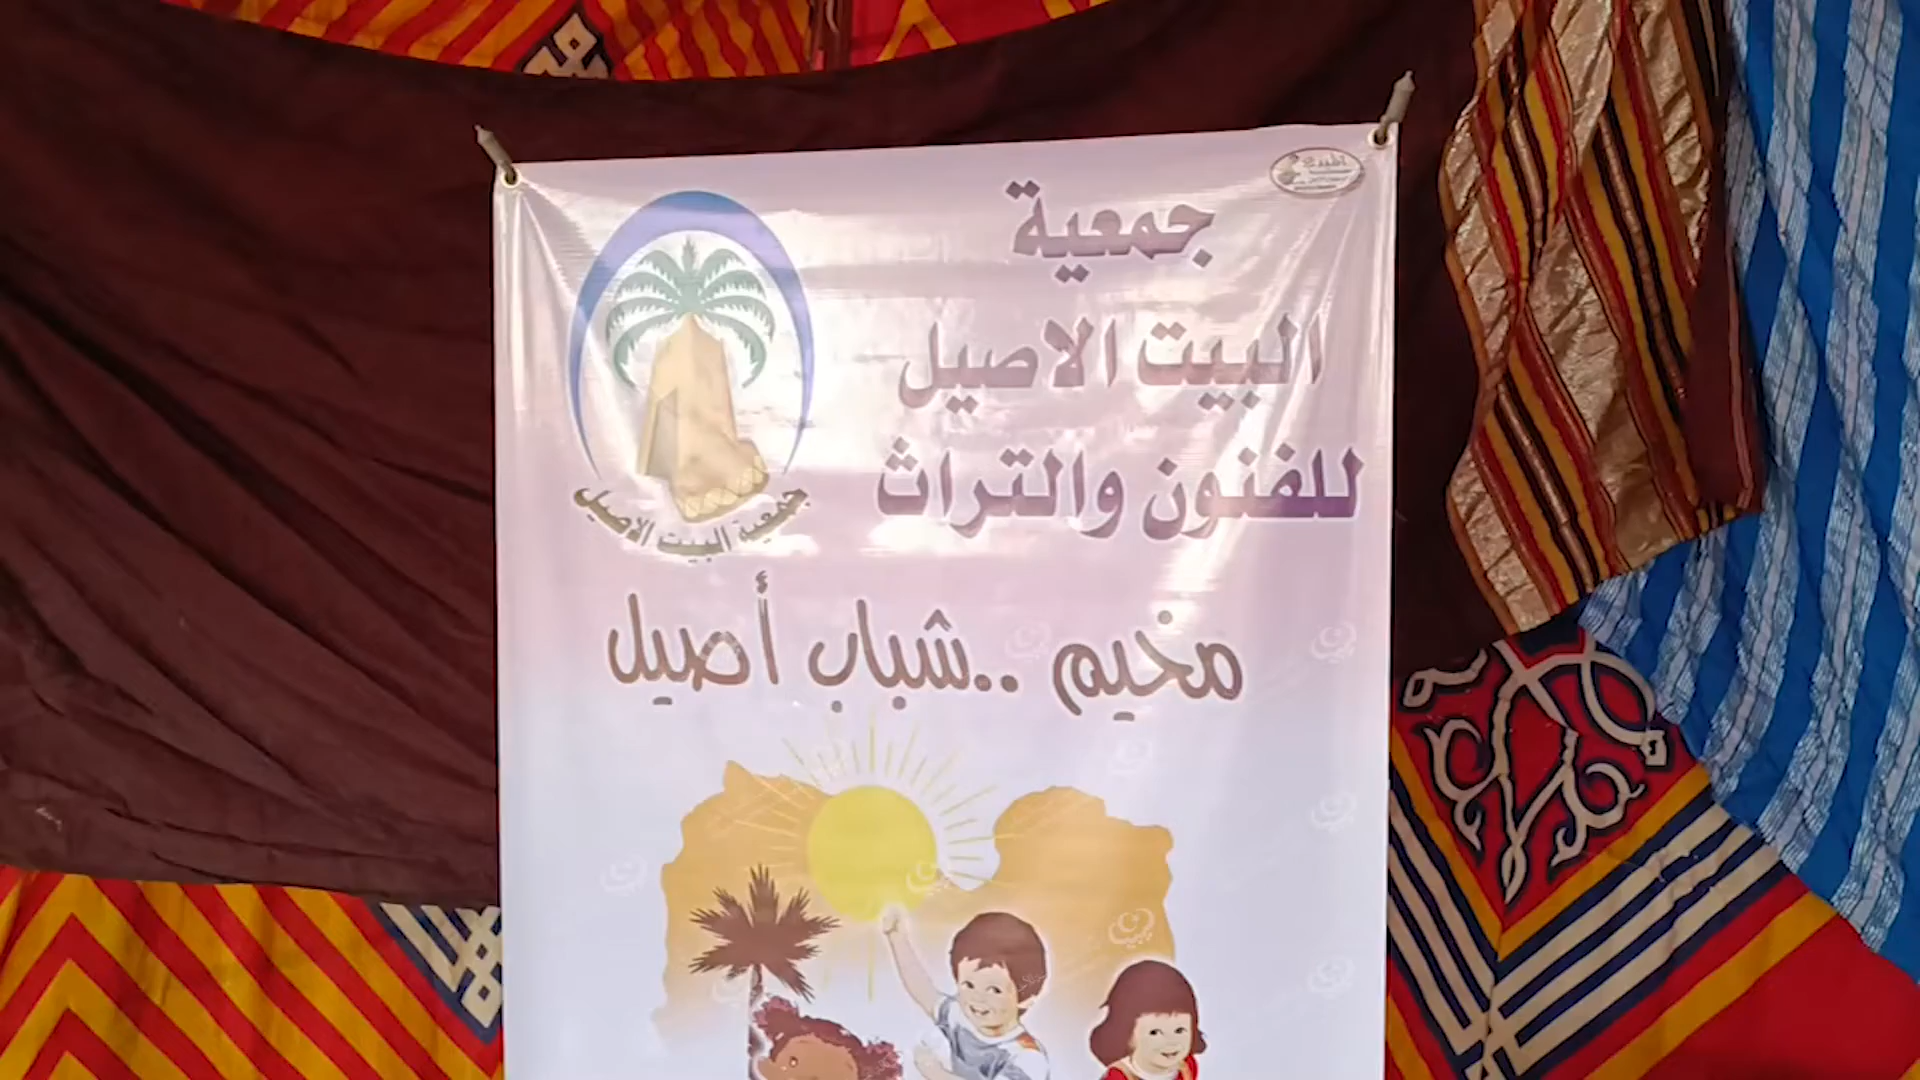 جمعية
البيت الاصيل
للفنون والتراث
جمعية البيت الاصيل
مخيم ..شباب أصيل